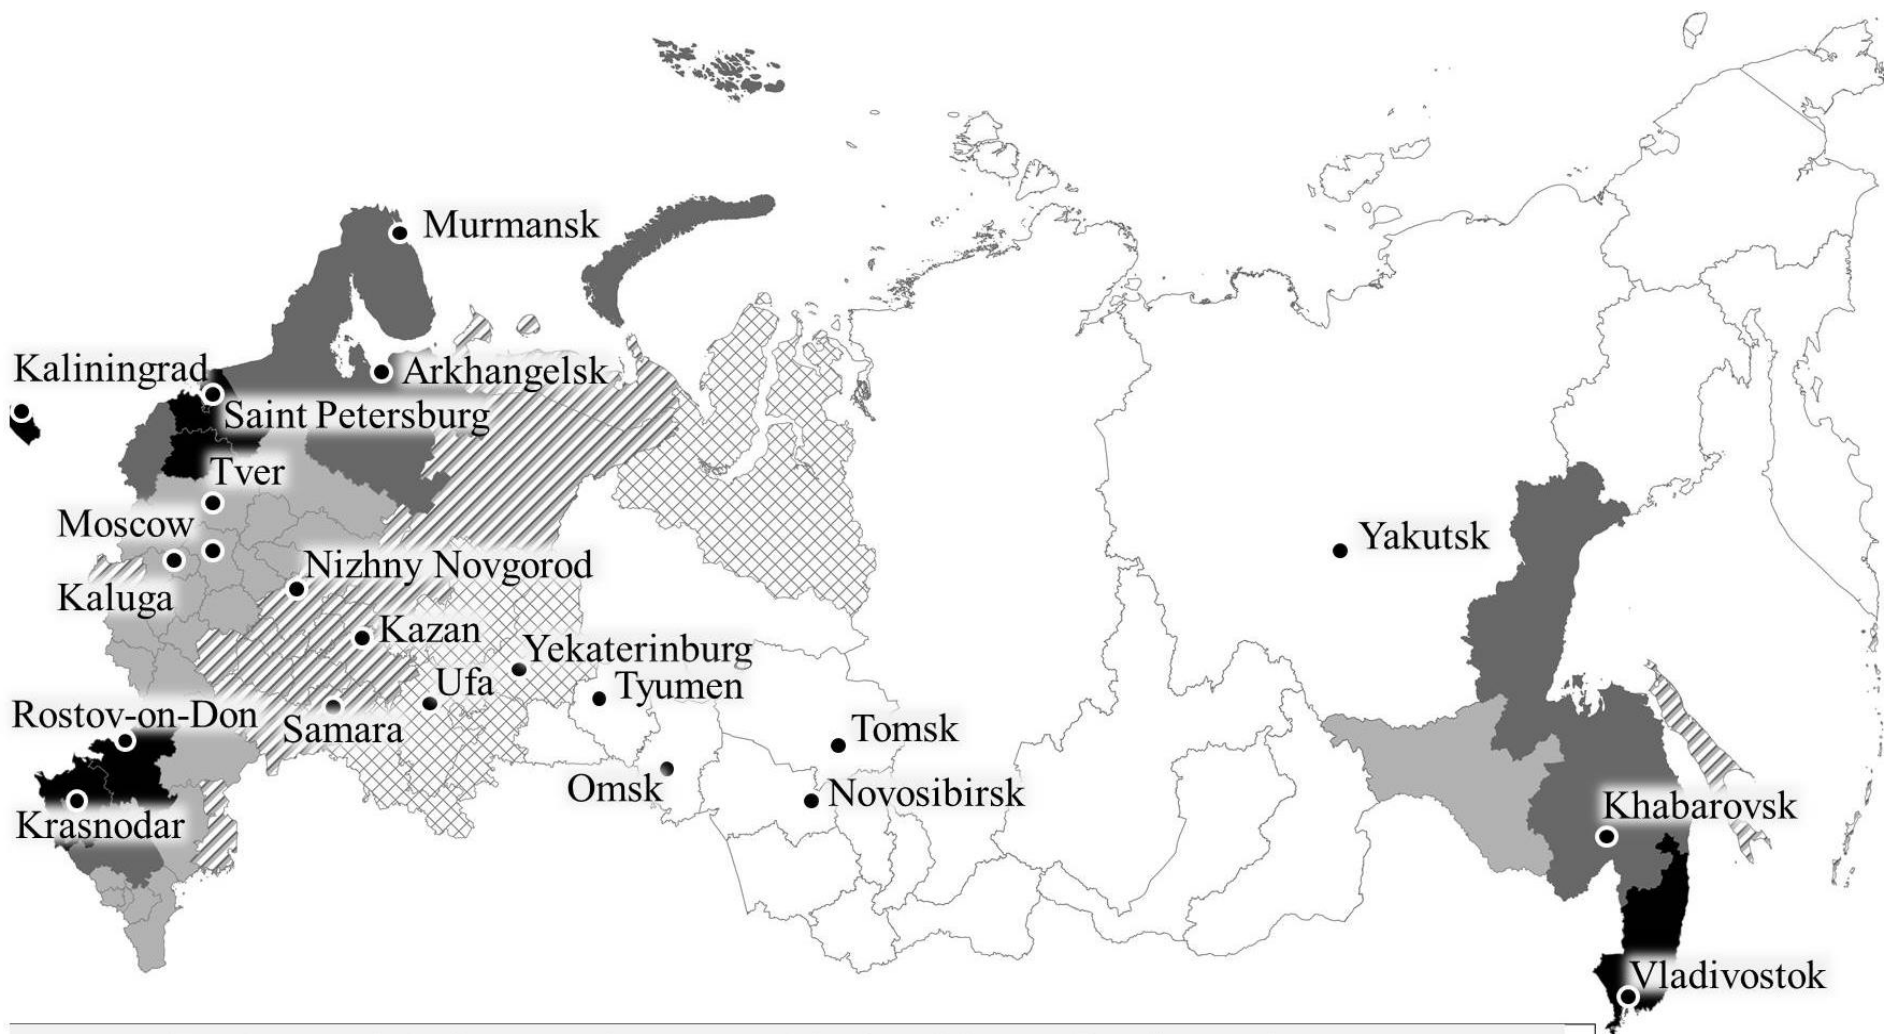 Murmansk
Kaliningrad
Arkhangelsk
Saint Petersburg
Tver
Moscow
Yakutsk
Nizhny Novgorod
Kaluga
Kazan
Yekaterinburg
Ufa
Tyumen
Rostov-on-Don
Samara
Tomsk
Omsk
Novosibirsk
Khabarovsk
Krasnodar
Vladivostok